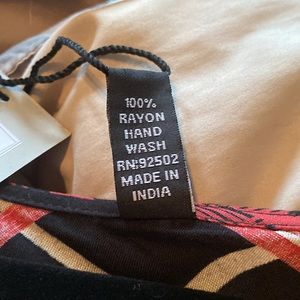 100%
RAYON
HAND
WASH
RN:92502
MADE IN
INDIA